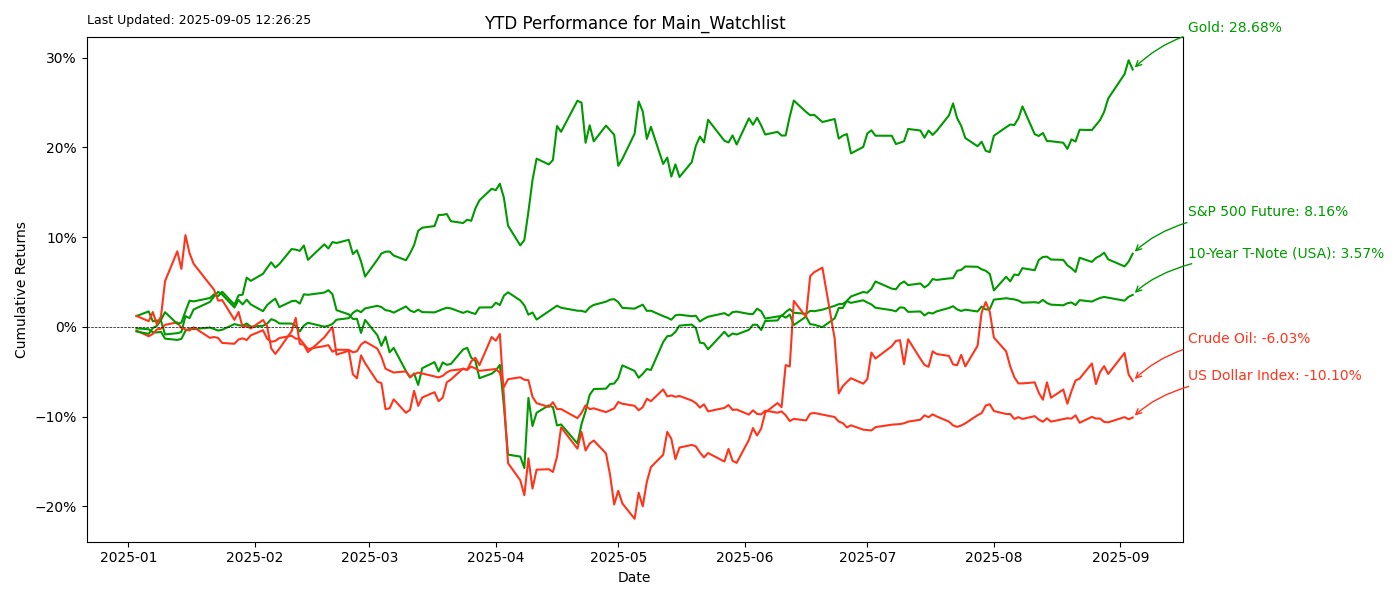 Last Updated: 2025-09-05 12:26:25
YTD Performance for Main_Watchlist
Gold: 28.68%
30%
20%
S&P 500 Future: 8.16%
10%
10-Year T-Note (USA): 3.57%
0%
Crude Oil: -6.03%
US Dollar Index: -10.10%
−10%
−20%
Cumulative Returns
2025-01
2025-02
2025-03
2025-04
2025-05
2025-06
2025-07
2025-08
2025-09
Date